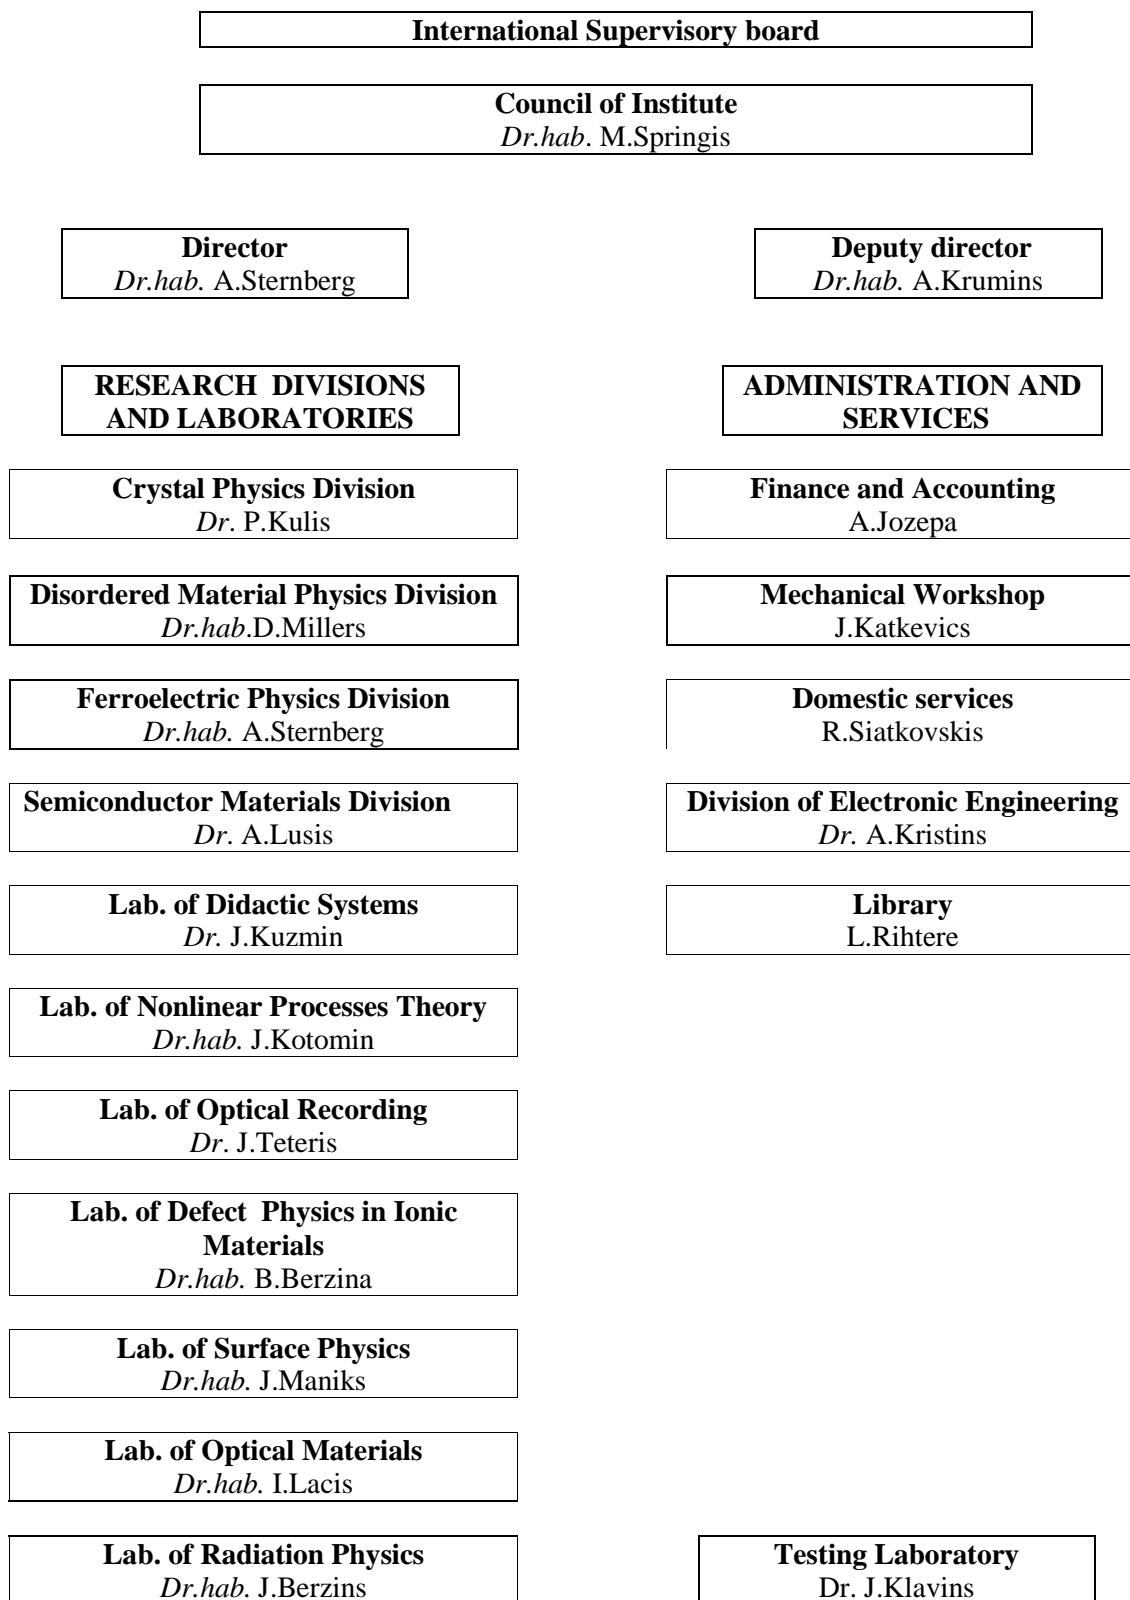 International Supervisory board
Council of Institute
Dr.hab. M.Springis
Director
Dr.hab. A.Sternberg
Deputy director
Dr.hab. A.Krumins
RESEARCH DIVISIONS
AND LABORATORIES
ADMINISTRATION AND
SERVICES
Crystal Physics Division
Dr. P.Kulis
Finance and Accounting
A.Jozepa
Disordered Material Physics Division
Dr.hab.D.Millers
Mechanical Workshop
J.Katkevics
Ferroelectric Physics Division
Dr.hab. A.Sternberg
Domestic services
R.Siatkovskis
Semiconductor Materials Division
Dr. A.Lusis
Division of Electronic Engineering
Dr. A.Kristins
Lab. of Didactic Systems
Dr. J.Kuzmin
Library
L.Rihtere
Lab. of Nonlinear Processes Theory
Dr.hab. J.Kotomin
Lab. of Optical Recording
Dr. J.Teteris
Lab. of Defect Physics in Ionic
Materials
Dr.hab. B.Berzina
Lab. of Surface Physics
Dr.hab. J.Maniks
Lab. of Optical Materials
Dr.hab. I.Lacis
Lab. of Radiation Physics
Dr.hab. J.Berzins
Testing Laboratory
Dr. J.Klavins